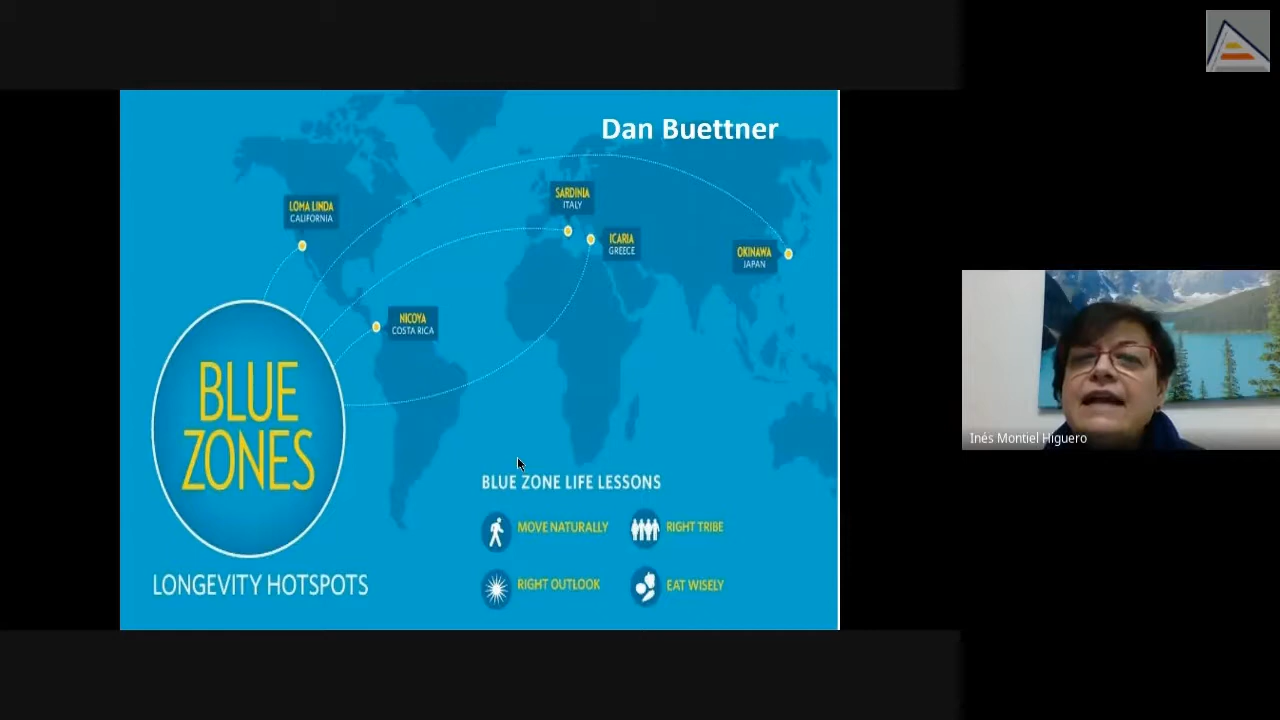 Dan Buettner
SARDINIA
ITALY
LOMA LINDA
CALIFORNIA
ICARIA
GREECE
OKINAWA
JAPAN
NICOYA
COSTA RICA
BLUE
ZONES
LONGEVITY HOTSPOTS
BLUE ZONE LIFE LESSONS
MOVE NATURALLY
RIGHT TRIBE
RIGHT OUTLOOK
EAT WISELY
Inés Montiel Higuero